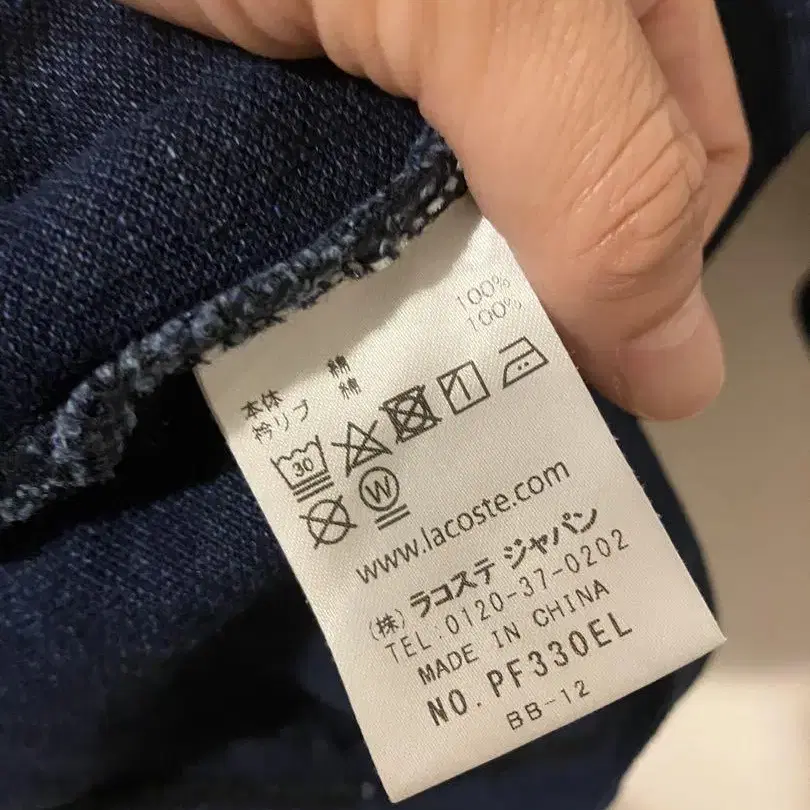 本体 綿 100%
衿リブ 綿 100%
30
W
www.lacoste.com
(株) ラコステ ジャパン
TEL:0120-37-0202
MADE IN CHINA
NO. PF330EL
BB-12